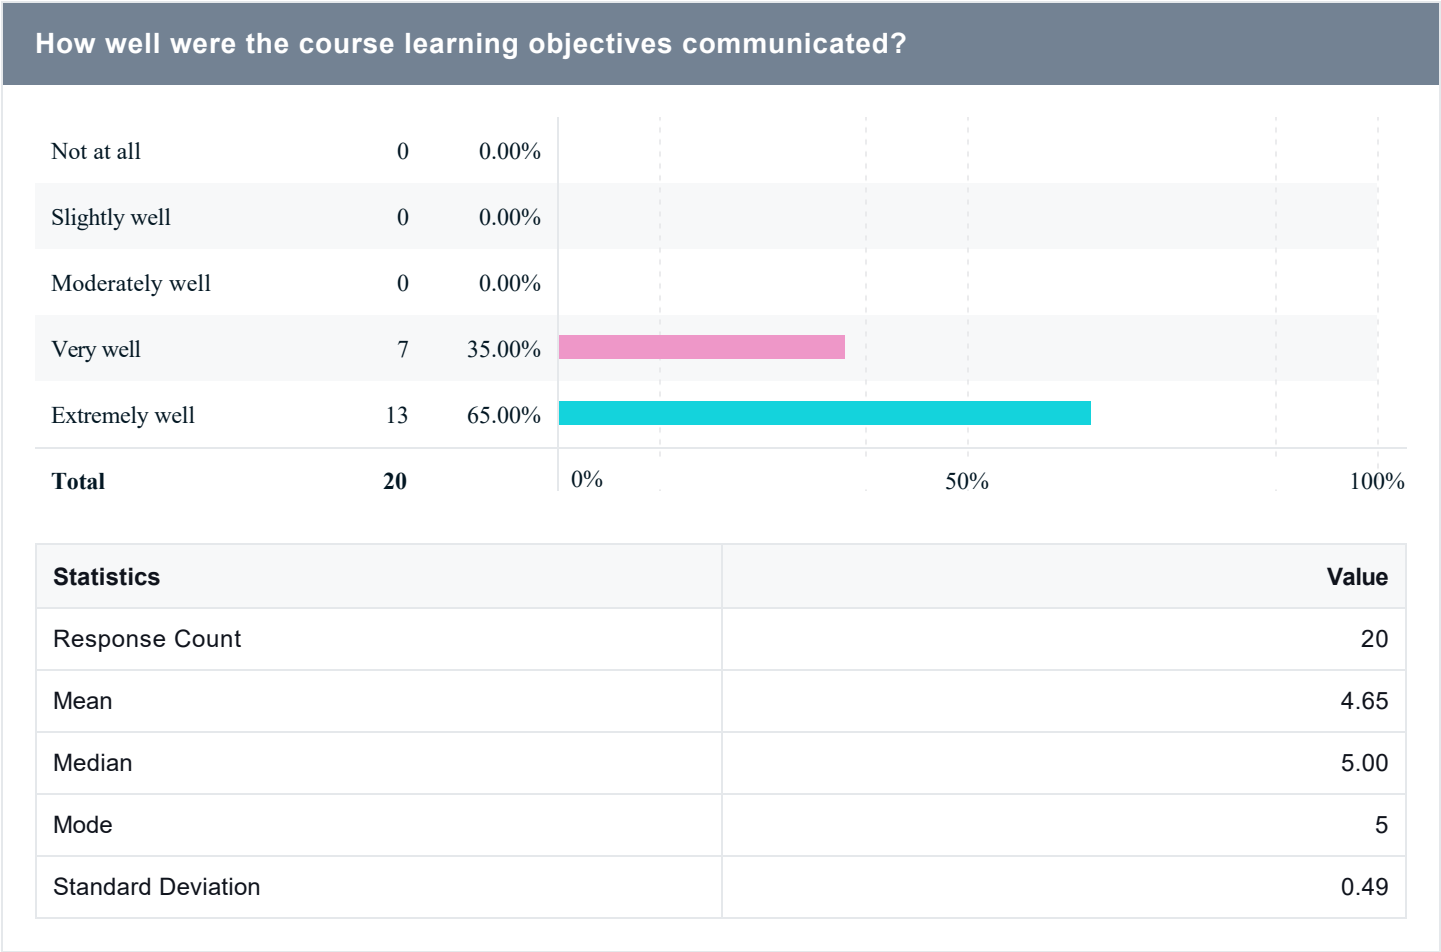 How well were the course learning objectives communicated?
Not at all 0 0.00%
Slightly well 0 0.00%
Moderately well 0 0.00%
Very well 7 35.00%
Extremely well 13 65.00%
Total 20 0% 50% 100%
Statistics Value
Response Count 20
Mean 4.65
Median 5.00
Mode 5
Standard Deviation 0.49